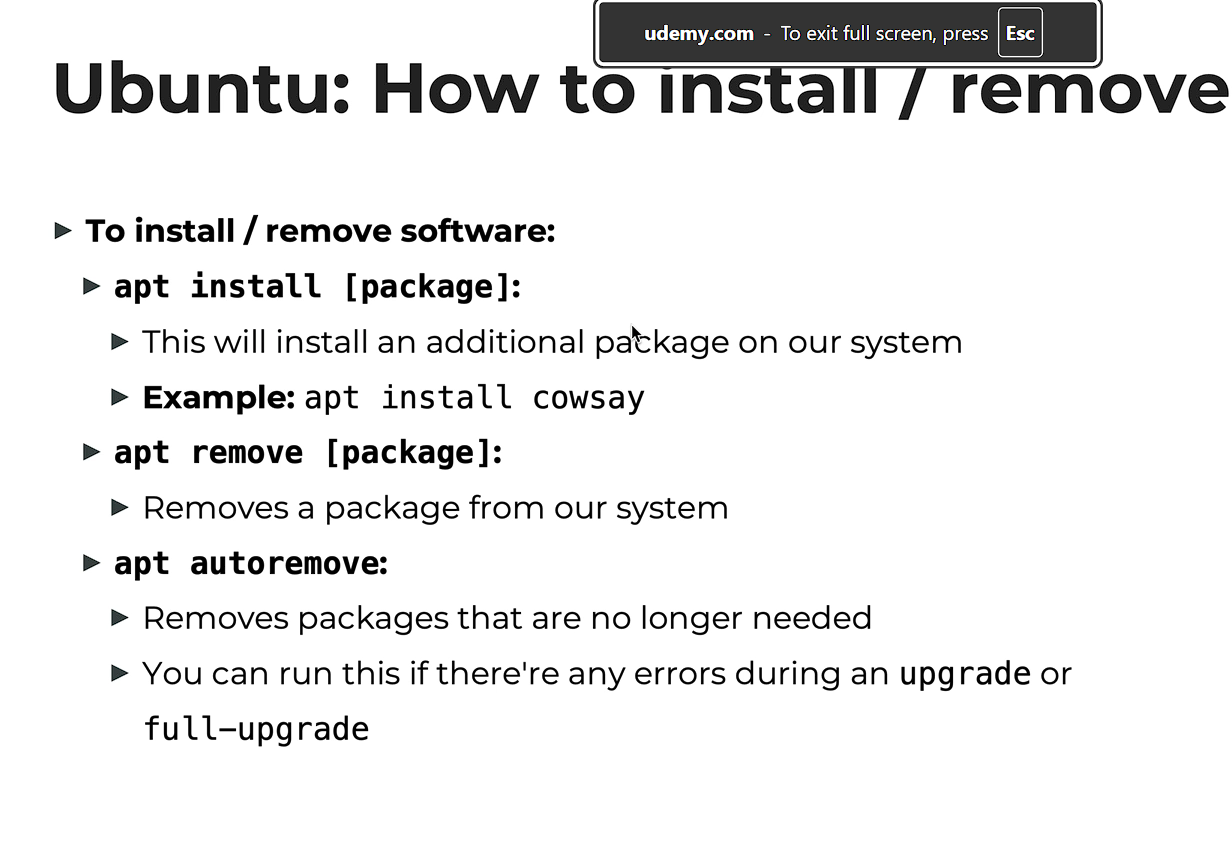 udemy.com - To exit full screen, press Esc
Ubuntu: How to install / remove
To install / remove software:
apt install [package]:
This will install an additional package on our system
Example: apt install cowsay
apt remove [package]:
Removes a package from our system
apt autoremove:
Removes packages that are no longer needed
You can run this if there're any errors during an upgrade or
full-upgrade